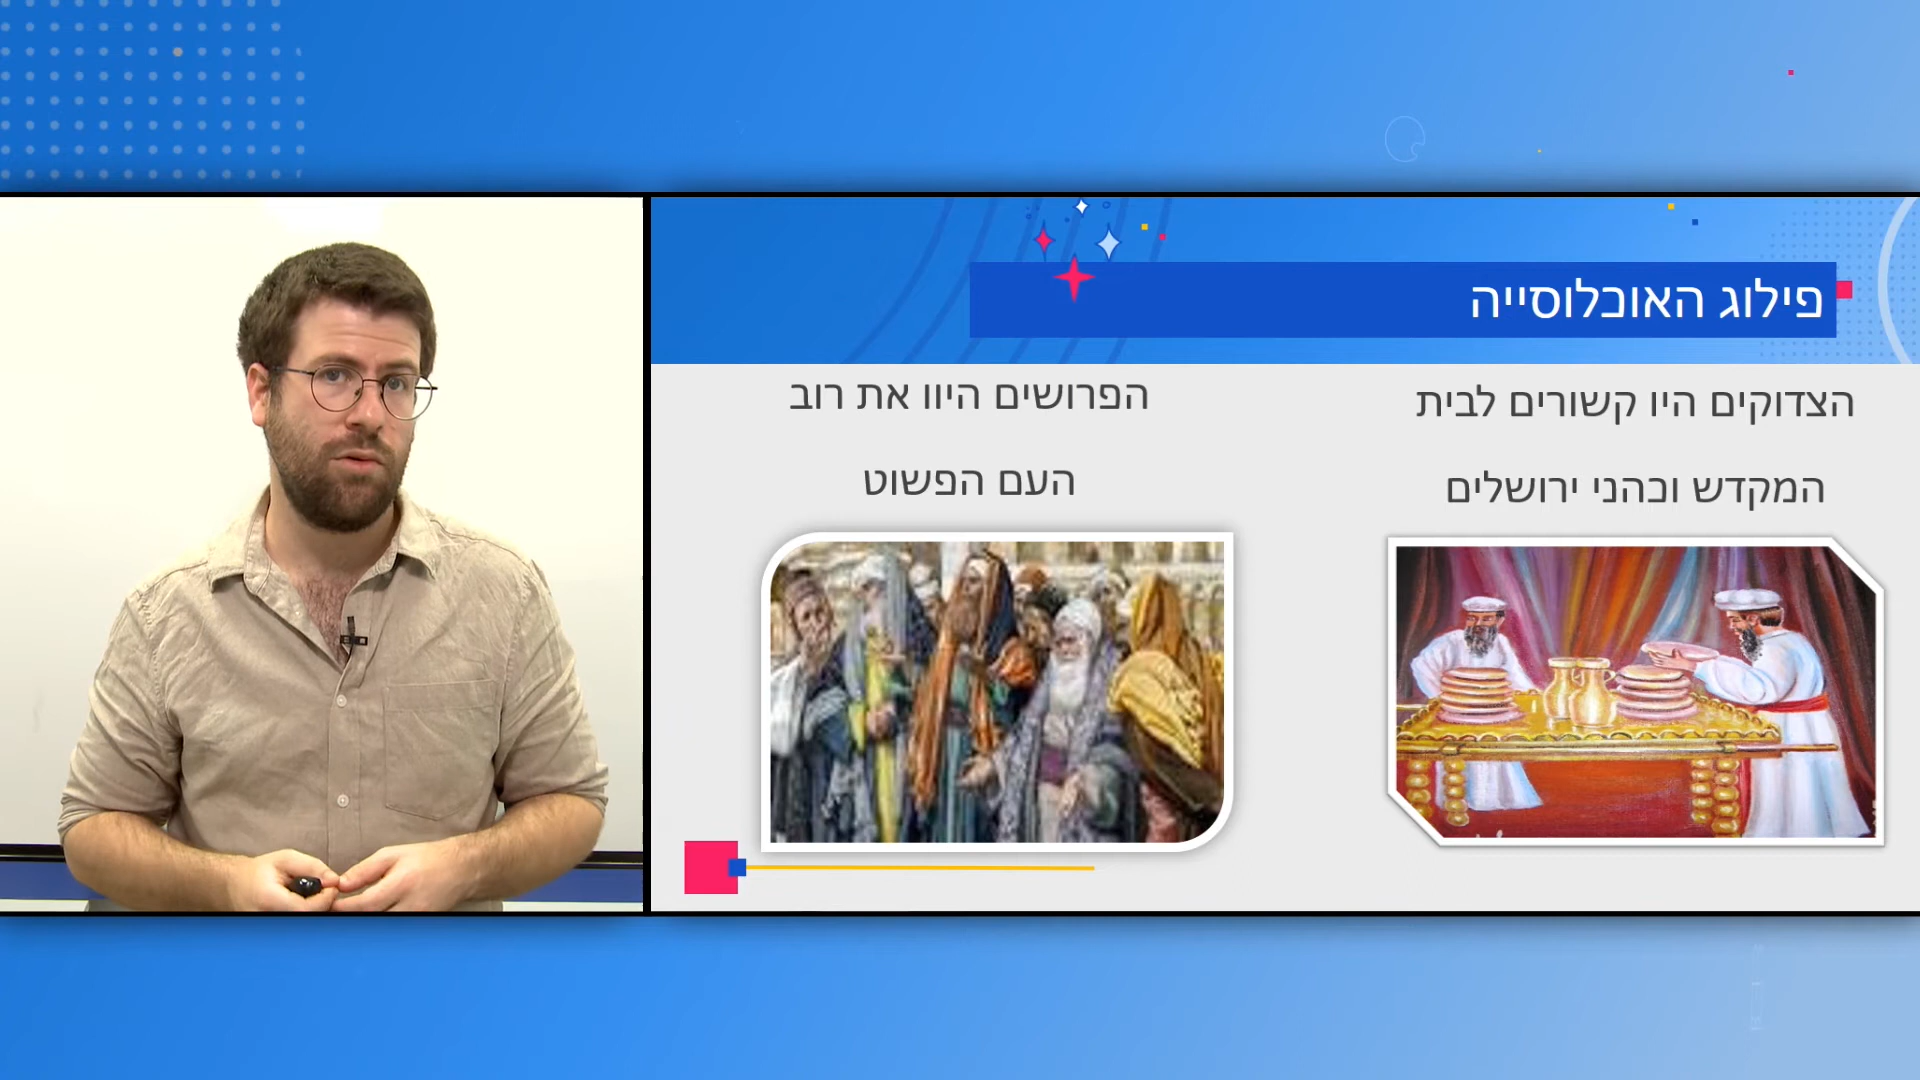 פילוג האוכלוסייה
הצדוקים היו קשורים לבית
המקדש וכהני ירושלים
הפרושים היוו את רוב
העם הפשוט